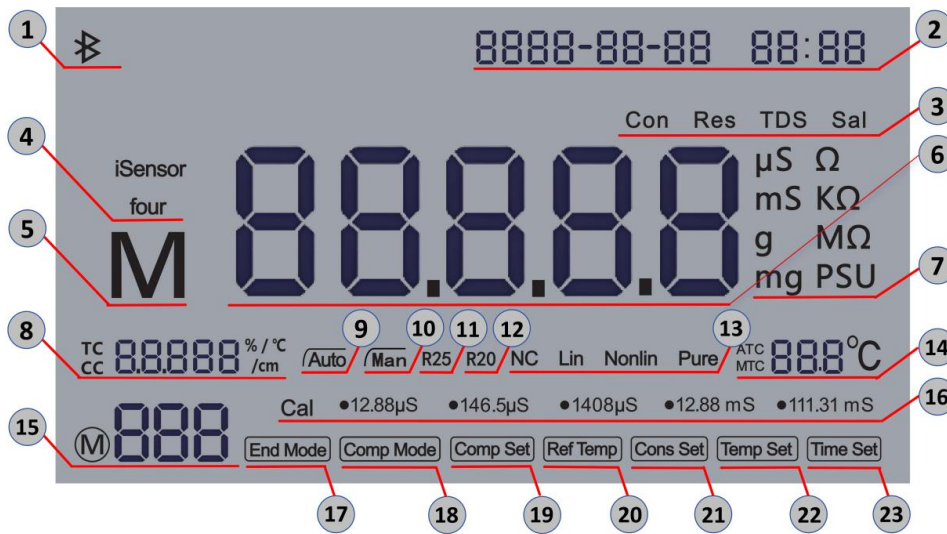 1
8888-88-88 88:88
2
Con Res TDS Sal
3
4
iSensor
four
5
M
88.8.8.8
6
µS Ω
mS KΩ
g MΩ
mg PSU
7
8
TC
CC
8.8.888
%/℃
/cm
9
10
11
12
13
Auto
Man
R25
R20
NC Lin Nonlin Pure
ATC
MTC
88.8
°C
14
Cal •12.88µS •146.5µS •1408µS •12.88 mS •111.31 mS
16
15
M
888
End Mode
Comp Mode
Comp Set
Ref Temp
Cons Set
Temp Set
Time Set
17
18
19
20
21
22
23